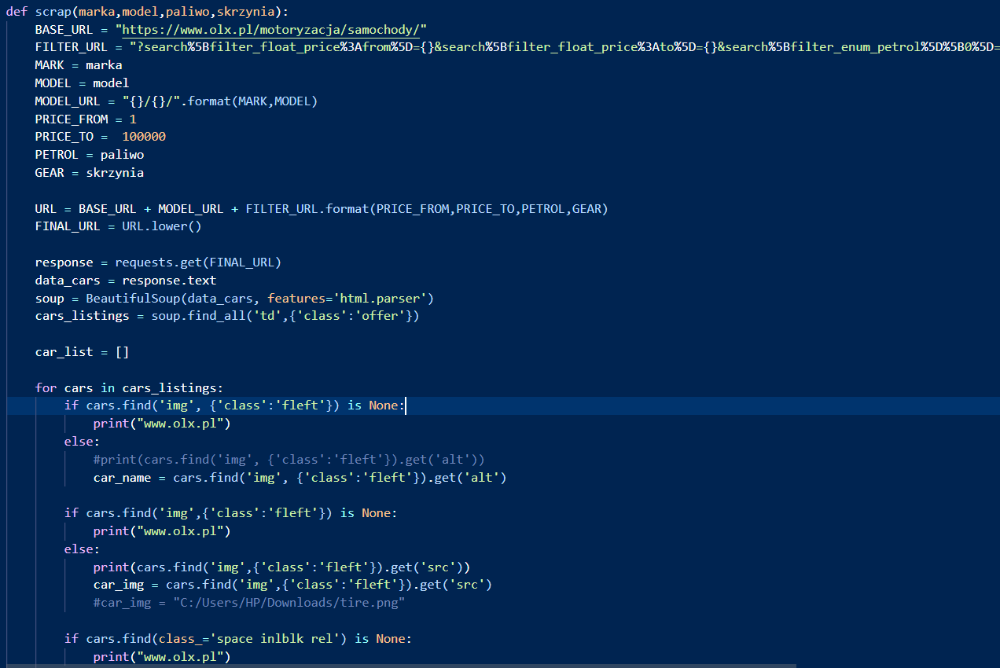 def scrap(marka,model,paliwo,skrzynia):
    BASE_URL = "https://www.olx.pl/motoryzacja/samochody/"
    FILTER_URL = "?search%5Bfilter_float_price%3Afrom%5D={}&search%5Bfilter_float_price%3Ato%5D={}&search%5Bfilter_enum_petrol%5D%5B0%5D=
    MARK = marka
    MODEL = model
    MODEL_URL = "{}/{}/".format(MARK,MODEL)
    PRICE_FROM = 1
    PRICE_TO =  100000
    PETROL = paliwo
    GEAR = skrzynia
    URL = BASE_URL + MODEL_URL + FILTER_URL.format(PRICE_FROM,PRICE_TO,PETROL,GEAR)
    FINAL_URL = URL.lower()
    response = requests.get(FINAL_URL)
    data_cars = response.text
    soup = BeautifulSoup(data_cars, features='html.parser')
    cars_listings = soup.find_all('td',{'class':'offer'})
    car_list = []
    for cars in cars_listings:
        if cars.find('img', {'class':'fleft'}) is None:
            print("www.olx.pl")
        else:
            #print(cars.find('img', {'class':'fleft'}).get('alt'))
            car_name = cars.find('img', {'class':'fleft'}).get('alt')
        if cars.find('img',{'class':'fleft'}) is None:
            print("www.olx.pl")
        else:
            print(cars.find('img',{'class':'fleft'}).get('src'))
            car_img = cars.find('img',{'class':'fleft'}).get('src')
            #car_img = "C:/Users/HP/Downloads/tire.png"
        if cars.find(class_='space inlblk rel') is None:
            print("www.olx.pl")